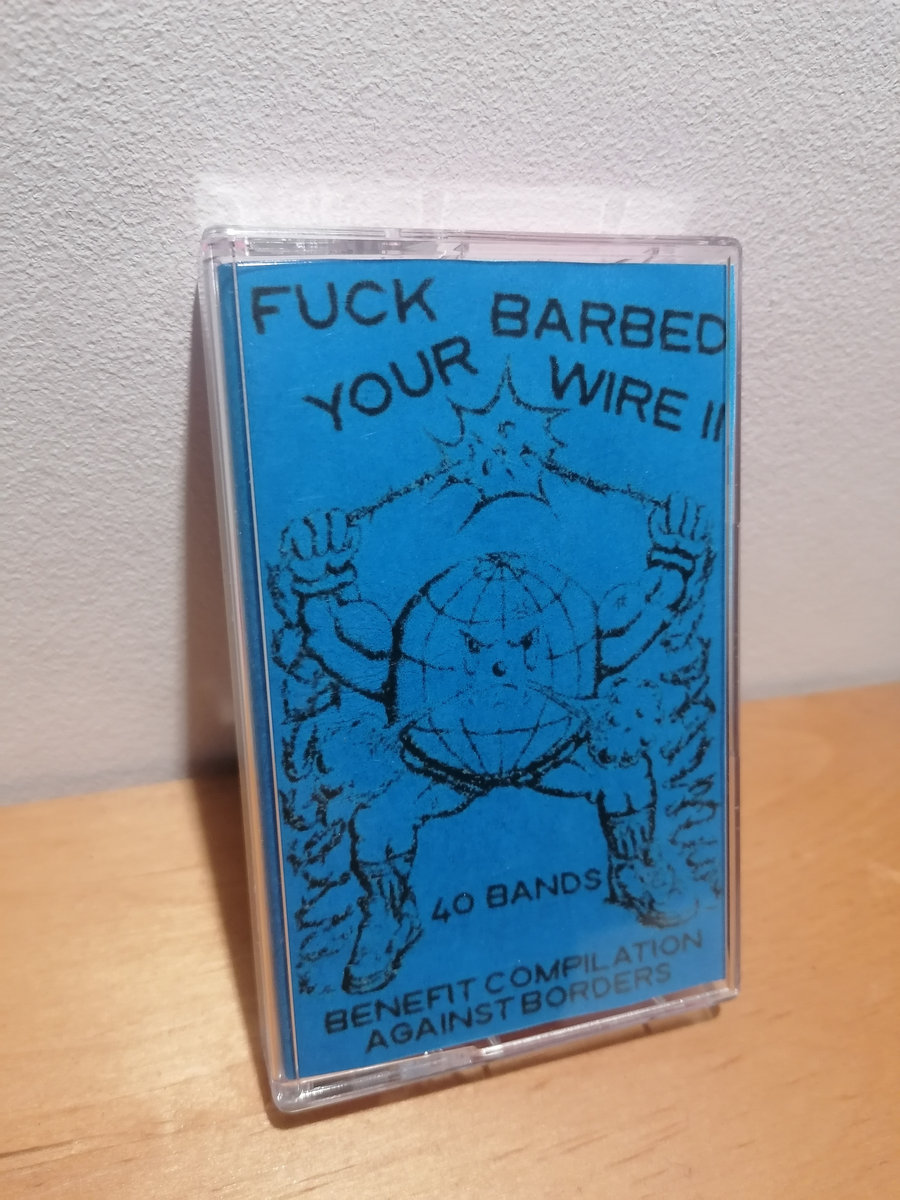 FUCK BARBED
YOUR WIRE II
40 BANDS
BENEFIT COMPILATION
AGAINST BORDERS